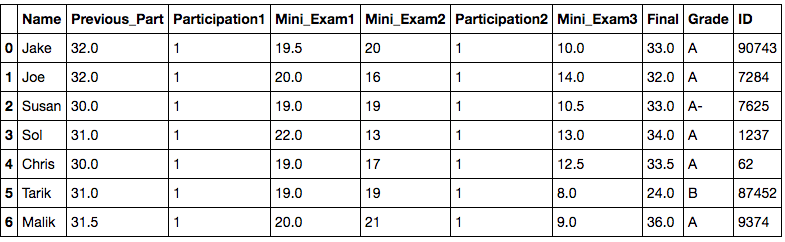 Name Previous_Part Participation1 Mini_Exam1 Mini_Exam2 Participation2 Mini_Exam3 Final Grade ID
0 Jake 32.0 1 19.5 20 1 10.0 33.0 A 90743
1 Joe 32.0 1 20.0 16 1 14.0 32.0 A 7284
2 Susan 30.0 1 19.0 19 1 10.5 33.0 A- 7625
3 Sol 31.0 1 22.0 13 1 13.0 34.0 A 1237
4 Chris 30.0 1 19.0 17 1 12.5 33.5 A 62
5 Tarik 31.0 1 19.0 19 1 8.0 24.0 B 87452
6 Malik 31.5 1 20.0 21 1 9.0 36.0 A 9374